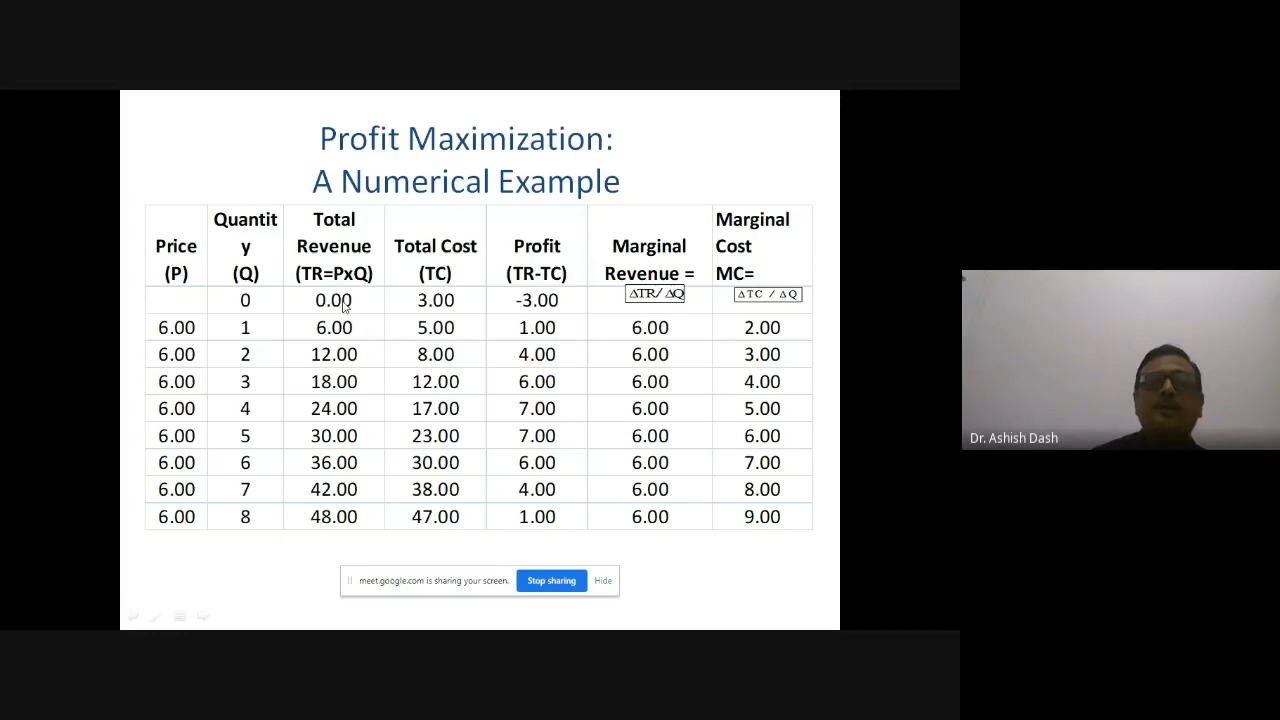 Profit Maximization:
A Numerical Example
Price (P) Quantit y (Q) Total Revenue (TR=PxQ) Total Cost (TC) Profit (TR-TC) Marginal Revenue = ΔTR/ΔQ Marginal Cost MC= ΔTC / ΔQ
0 0.00 3.00 -3.00
6.00 1 6.00 5.00 1.00 6.00 2.00
6.00 2 12.00 8.00 4.00 6.00 3.00
6.00 3 18.00 12.00 6.00 6.00 4.00
6.00 4 24.00 17.00 7.00 6.00 5.00
6.00 5 30.00 23.00 7.00 6.00 6.00
6.00 6 36.00 30.00 6.00 6.00 7.00
6.00 7 42.00 38.00 4.00 6.00 8.00
6.00 8 48.00 47.00 1.00 6.00 9.00
meet.google.com is sharing your screen. Stop sharing Hide
Dr. Ashish Dash